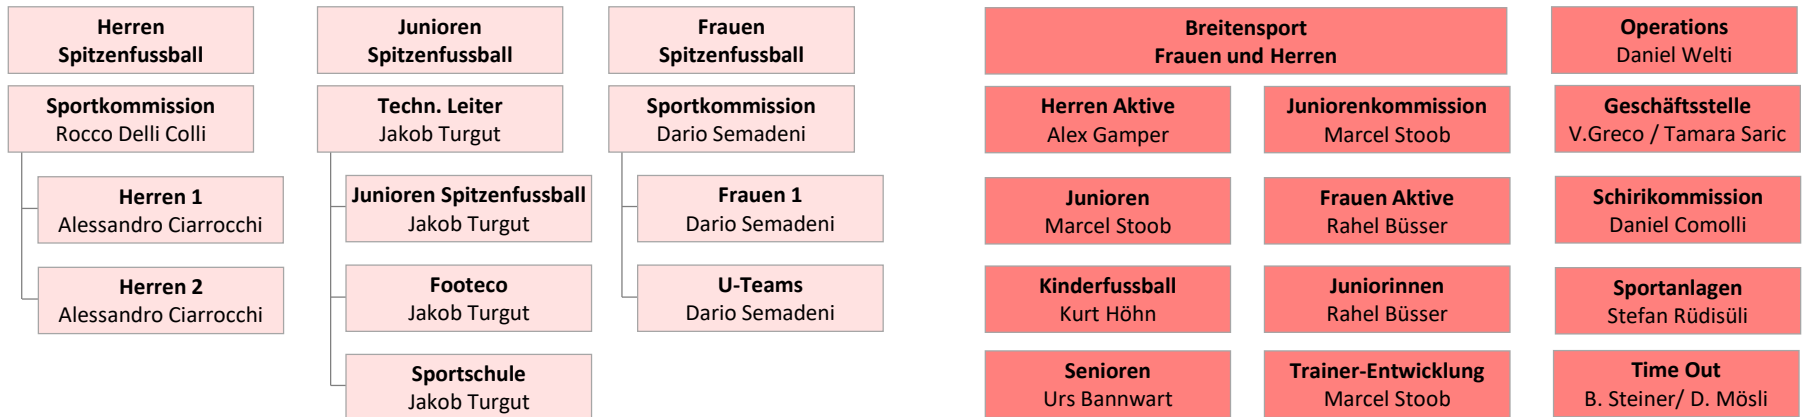 Herren
Spitzenfussball
Sportkommission
Rocco Delli Colli
Herren 1
Alessandro Ciarrocchi
Herren 2
Alessandro Ciarrocchi
Junioren
Spitzenfussball
Techn. Leiter
Jakob Turgut
Junioren Spitzenfussball
Jakob Turgut
Footeco
Jakob Turgut
Sportschule
Jakob Turgut
Frauen
Spitzenfussball
Sportkommission
Dario Semadeni
Frauen 1
Dario Semadeni
U-Teams
Dario Semadeni
Breitensport
Frauen und Herren
Herren Aktive
Alex Gamper
Junioren
Marcel Stoob
Kinderfussball
Kurt Höhn
Senioren
Urs Bannwart
Juniorenkommission
Marcel Stoob
Frauen Aktive
Rahel Büsser
Juniorinnen
Rahel Büsser
Trainer-Entwicklung
Marcel Stoob
Operations
Daniel Welti
Geschäftsstelle
V.Greco / Tamara Saric
Schirikommission
Daniel Comolli
Sportanlagen
Stefan Rüdisüli
Time Out
B. Steiner/ D. Mösli